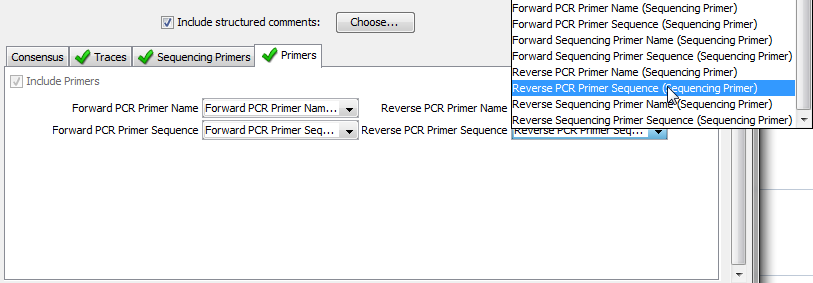 Include structured comments:
Choose...
Forward PCR Primer Name (Sequencing Primer)
Forward PCR Primer Sequence (Sequencing Primer)
Forward Sequencing Primer Name (Sequencing Primer)
Forward Sequencing Primer Sequence (Sequencing Primer)
Reverse PCR Primer Name (Sequencing Primer)
Reverse PCR Primer Sequence (Sequencing Primer)
Reverse Sequencing Primer Name (Sequencing Primer)
Reverse Sequencing Primer Sequence (Sequencing Primer)
Consensus
Traces
Sequencing Primers
Primers
Include Primers
Forward PCR Primer Name
Forward PCR Primer Nam...
Reverse PCR Primer Name
Forward PCR Primer Sequence
Forward PCR Primer Seq...
Reverse PCR Primer Sequence
Reverse PCR Primer Seq...